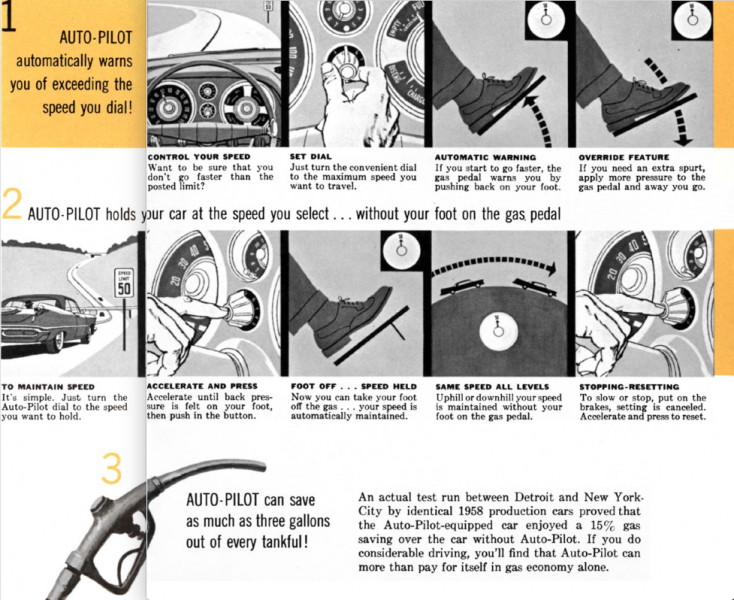 1
AUTO-PILOT
automatically warns
you of exceeding the
speed you dial!
CONTROL YOUR SPEED
Want to be sure that you
don't go faster than the
posted limit?
SET DIAL
Just turn the convenient dial
to the maximum speed you
want to travel.
AUTOMATIC WARNING
If you start to go faster, the
gas pedal warns you by
pushing back on your foot.
OVERRIDE FEATURE
If you need an extra spurt,
apply more pressure to the
gas pedal and away you go.
2 AUTO-PILOT holds your car at the speed you select . . . without your foot on the gas pedal
SPEED
LIMIT
50
20 30 40
20 30 40
TO MAINTAIN SPEED
It's simple. Just turn the
Auto-Pilot dial to the speed
you want to hold.
ACCELERATE AND PRESS
Accelerate until back pres-
sure is felt on your foot,
then push in the button.
FOOT OFF . . . SPEED HELD
Now you can take your foot
off the gas . . . your speed is
automatically maintained.
SAME SPEED ALL LEVELS
Uphill or downhill your speed
is maintained without your
foot on the gas pedal.
STOPPING-RESETTING
To slow or stop, put on the
brakes, setting is canceled.
Accelerate and press to reset.
3
AUTO-PILOT can save
as much as three gallons
out of every tankful!
An actual test run between Detroit and New York-
City by identical 1958 production cars proved that
the Auto-Pilot-equipped car enjoyed a 15% gas
saving over the car without Auto-Pilot. If you do
considerable driving, you'll find that Auto-Pilot can
more than pay for itself in gas economy alone.